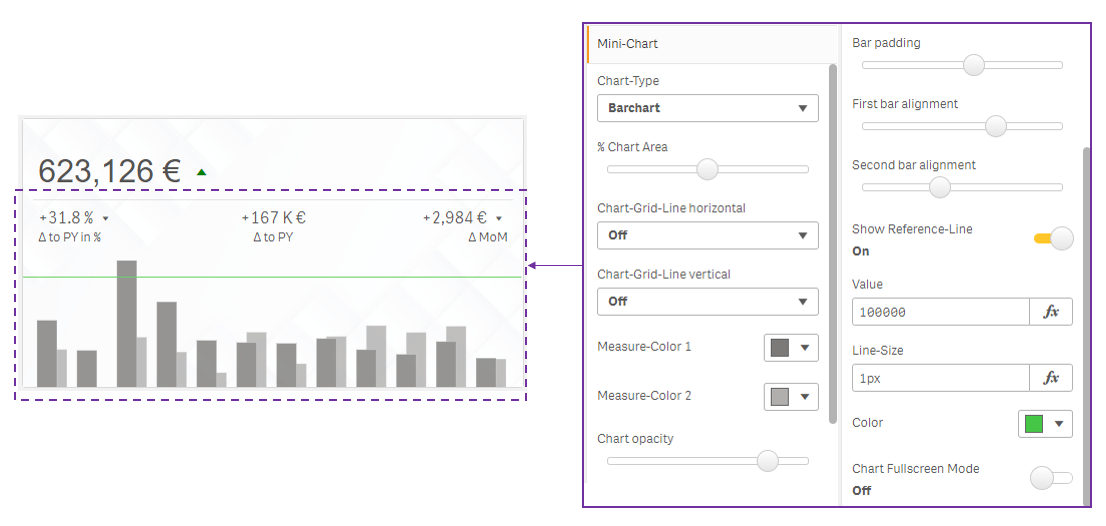 623,126 €
+31.8 %
+167 K €
+2,984 €
Δ to PY in %
Δ to PY
Δ MoM
Mini-Chart
Chart-Type
Barchart
% Chart Area
Chart-Grid-Line horizontal
Off
Chart-Grid-Line vertical
Off
Measure-Color 1
Measure-Color 2
Chart opacity
Bar padding
First bar alignment
Second bar alignment
Show Reference-Line
On
Value
100000
fx
Line-Size
1px
fx
Color
Chart Fullscreen Mode
Off